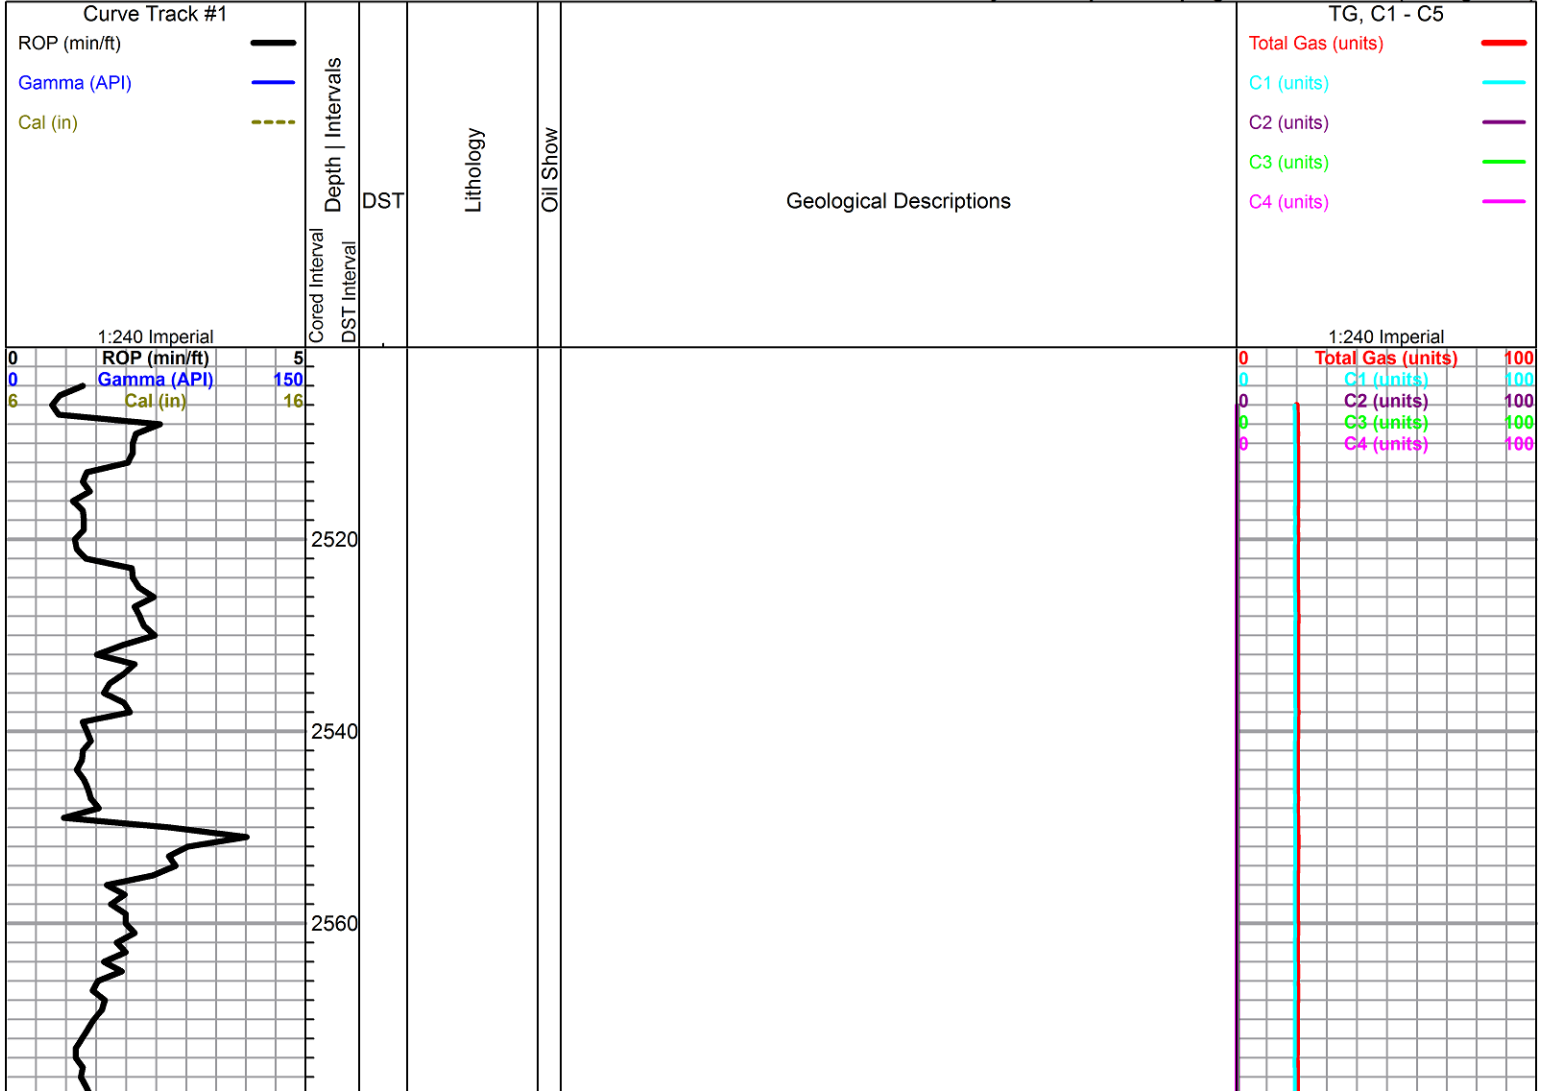 Curve Track #1
ROP (min/ft)
Gamma (API)
Cal (in)
1:240 Imperial
Cored Interval
Depth | Intervals
DST Interval
DST
Lithology
Oil Show
Geological Descriptions
TG, C1 - C5
Total Gas (units)
C1 (units)
C2 (units)
C3 (units)
C4 (units)
1:240 Imperial
0 ROP (min/ft) 5
0 Gamma (API) 150
6 Cal (in) 16
0 Total Gas (units) 100
0 C1 (units) 100
0 C2 (units) 100
0 C3 (units) 100
0 C4 (units) 100
2520
2540
2560